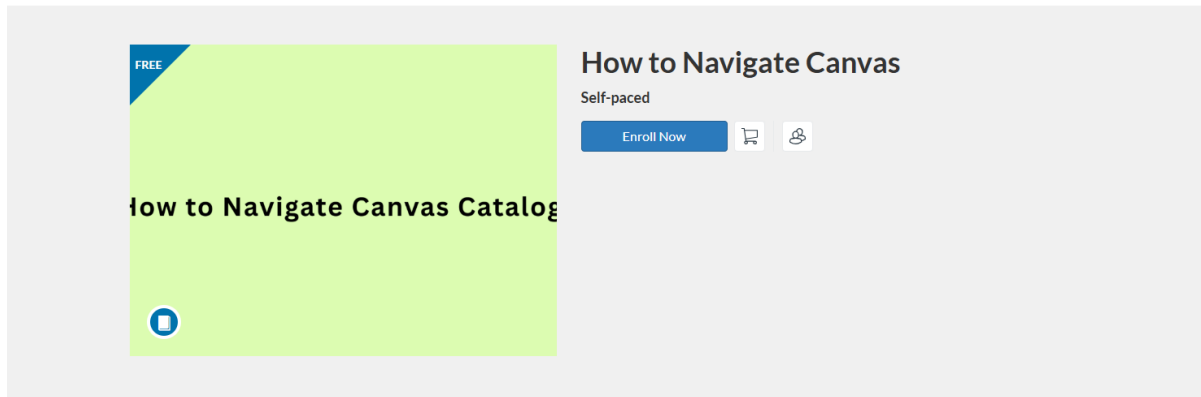 FREE
How to Navigate Canvas Catalog
How to Navigate Canvas
Self-paced
Enroll Now